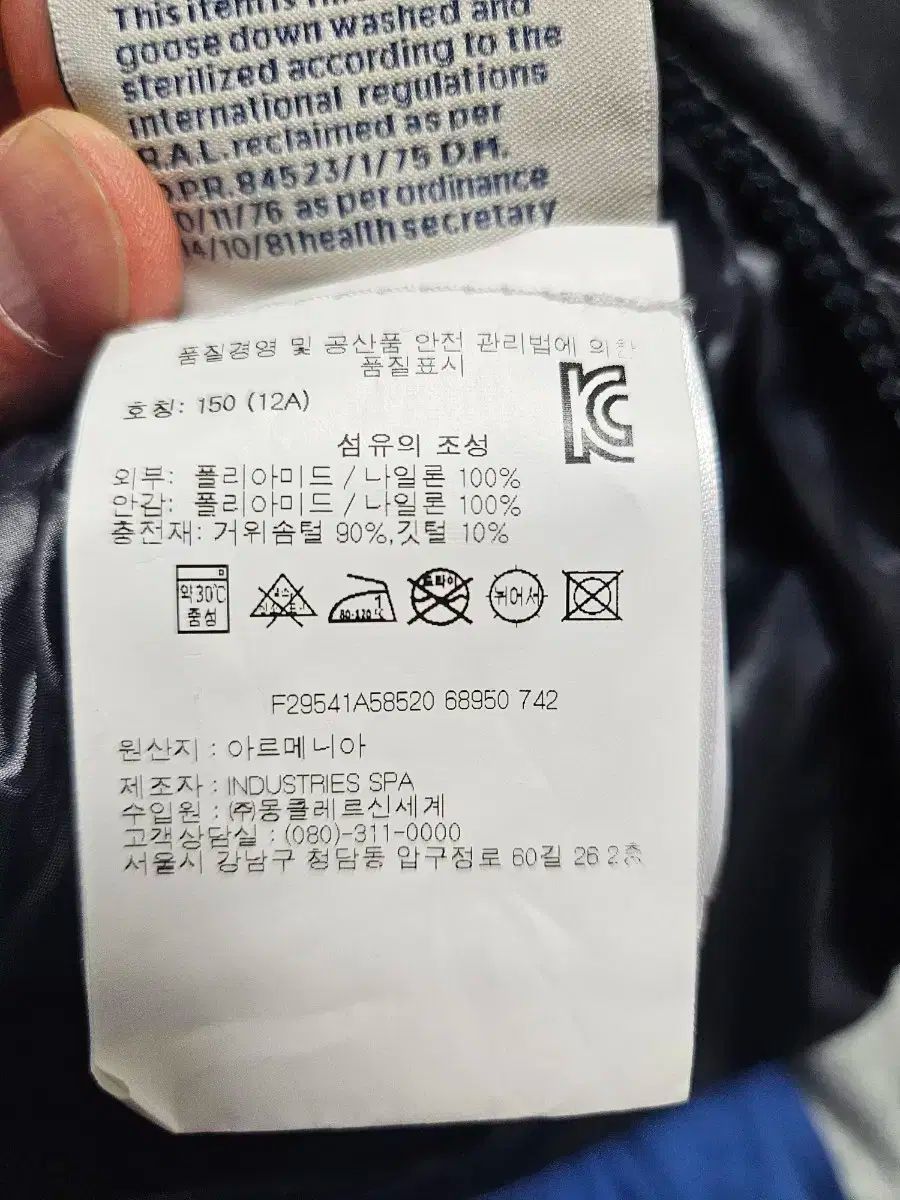 This item is
goose down washed and
sterilized according to the
international regulations
R.A.L. reclaimed as per
D.P.R. 84523/1/75 D.M.
0/11/76 as per ordinance
14/10/81 health secretary
품질경영 및 공산품 안전 관리법에 의한
품질표시
호칭: 150 (12A)
섬유의 조성
외부: 폴리아미드 / 나일론 100%
안감: 폴리아미드 / 나일론 100%
충전재: 거위솜털 90%,깃털 10%
약30℃
중성
80-120℃
드라이
뀌어서
F29541A58520 68950 742
원산지 : 아르메니아
제조자 : INDUSTRIES SPA
수입원 : ㈜몽클레르신세계
고객상담실 : (080)-311-0000
서울시 강남구 청담동 압구정로 60길 26 2층